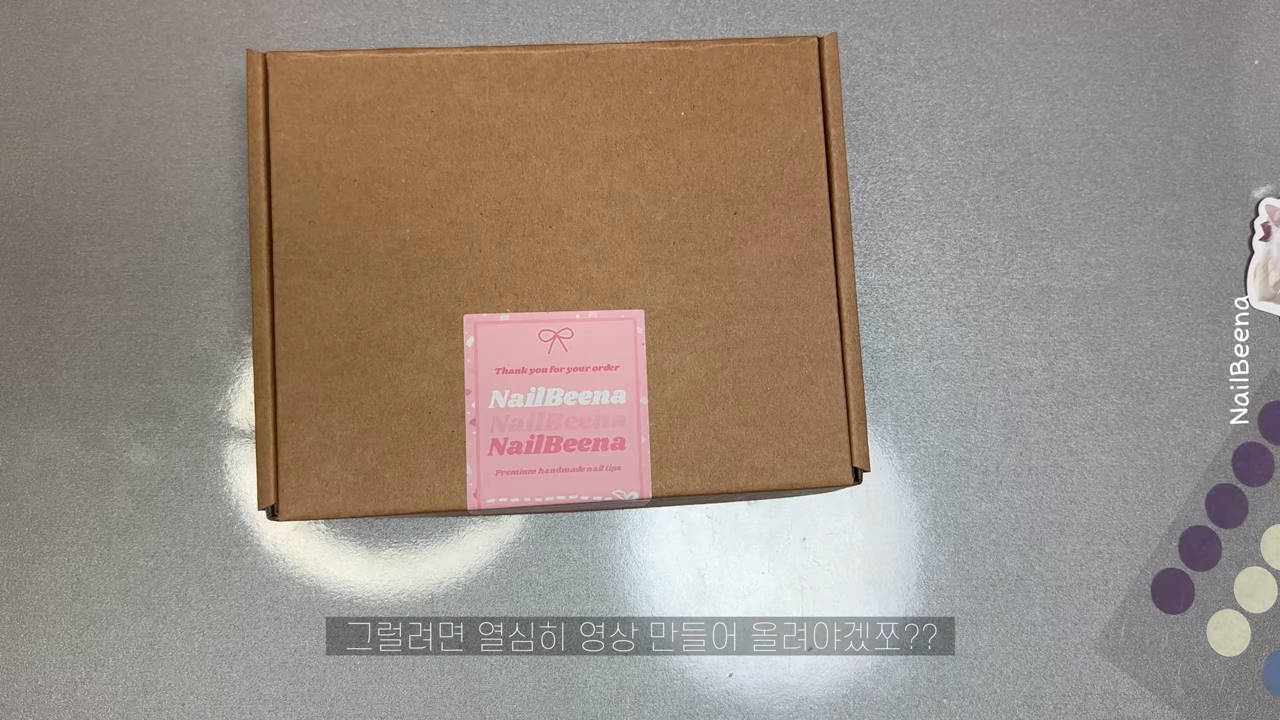 Thank you for your order
NailBeena
NailBeena
NailBeena
Premium handmade nail tips
NailBeena
그럴려면 열심히 영상 만들어 올려야겠쪼??